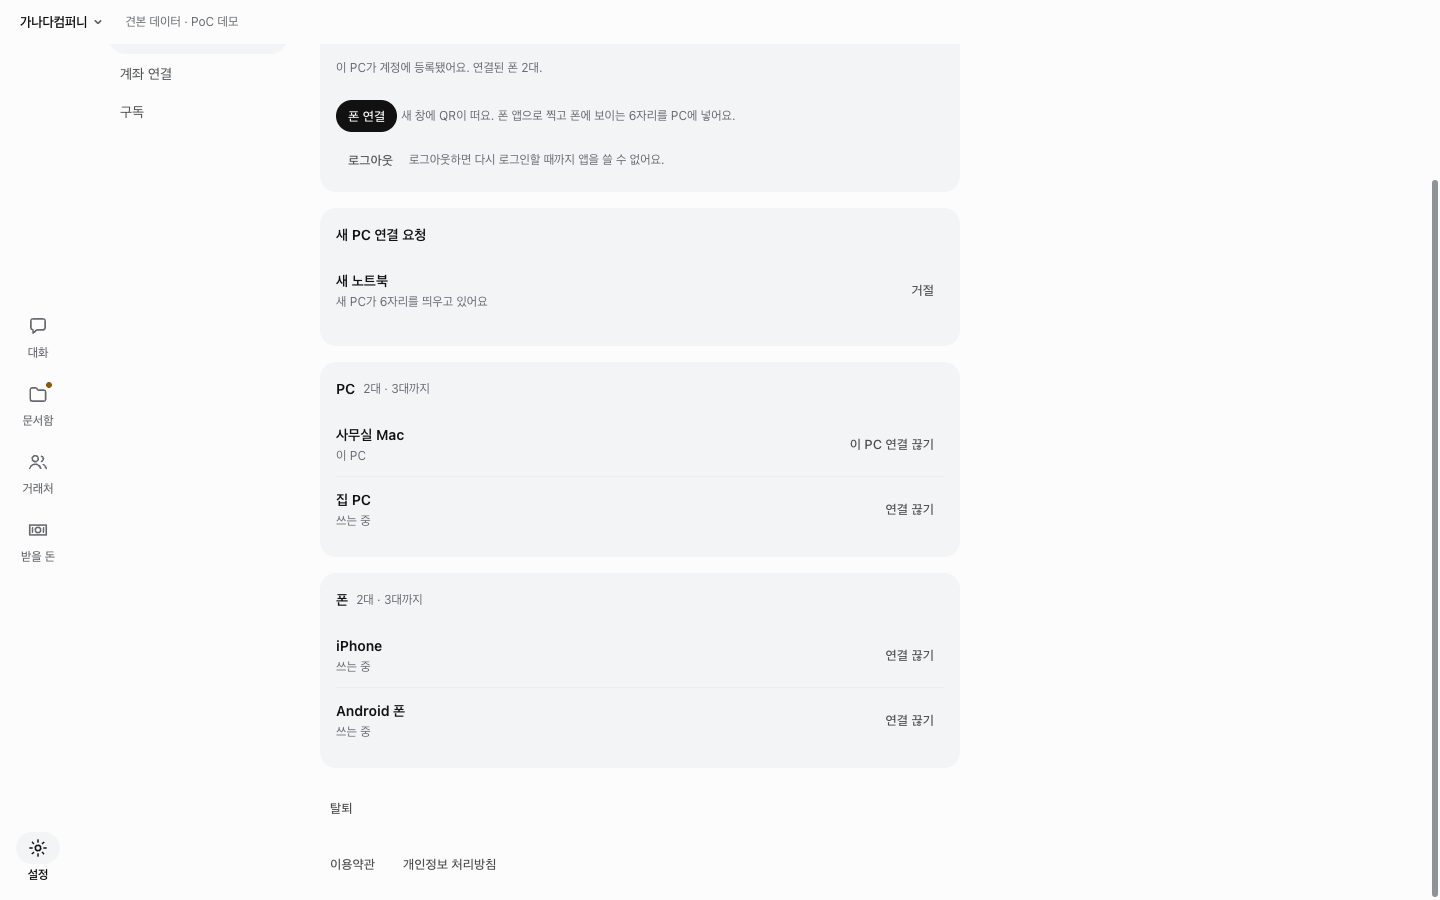 가나다컴퍼니
견본 데이터 · PoC 데모
계좌 연결
구독
대화
문서함
거래처
받을 돈
설정
이 PC가 계정에 등록됐어요. 연결된 폰 2대.
폰 연결 새 창에 QR이 떠요. 폰 앱으로 찍고 폰에 보이는 6자리를 PC에 넣어요.
로그아웃 로그아웃하면 다시 로그인할 때까지 앱을 쓸 수 없어요.
새 PC 연결 요청
새 노트북
새 PC가 6자리를 띄우고 있어요
거절
PC 2대 · 3대까지
사무실 Mac
이 PC
이 PC 연결 끊기
집 PC
쓰는 중
연결 끊기
폰 2대 · 3대까지
iPhone
쓰는 중
연결 끊기
Android 폰
쓰는 중
연결 끊기
탈퇴
이용약관 개인정보 처리방침